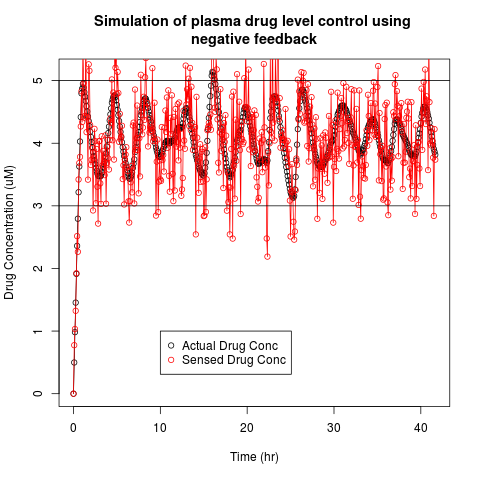 Simulation of plasma drug level control using
negative feedback
Drug Concentration (uM)
5
4
3
2
1
0
Actual Drug Conc
Sensed Drug Conc
0 10 20 30 40
Time (hr)